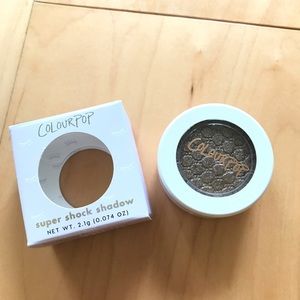 COLOURPOP
super shock shadow
NET WT. 2.1g (0.074 OZ)
COLOURPOP